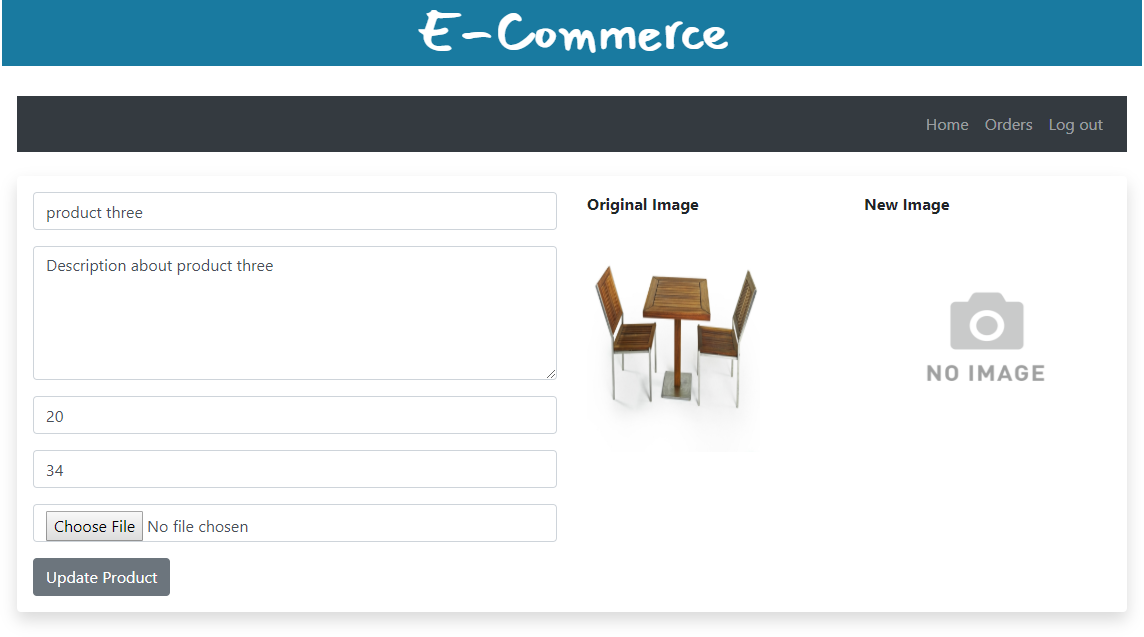 E-Commerce
Home Orders Log out
product three
Description about product three
20
34
Choose File No file chosen
Update Product
Original Image
New Image
NO IMAGE